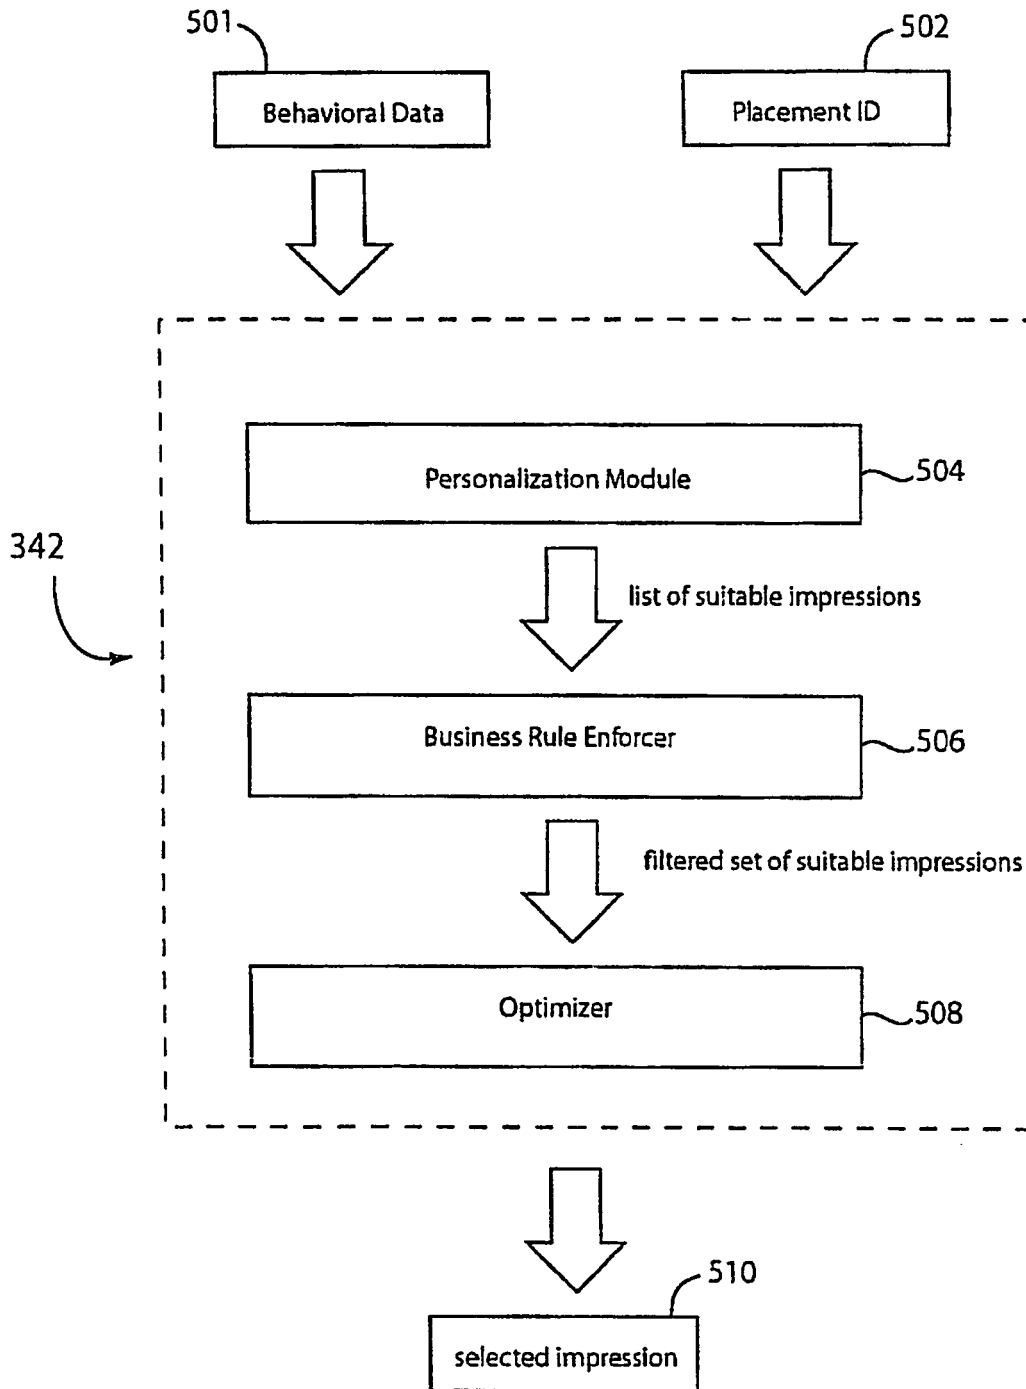 501
502
Behavioral Data
Placement ID
Personalization Module
504
342
list of suitable impressions
Business Rule Enforcer
506
filtered set of suitable impressions
Optimizer
508
510
selected impression